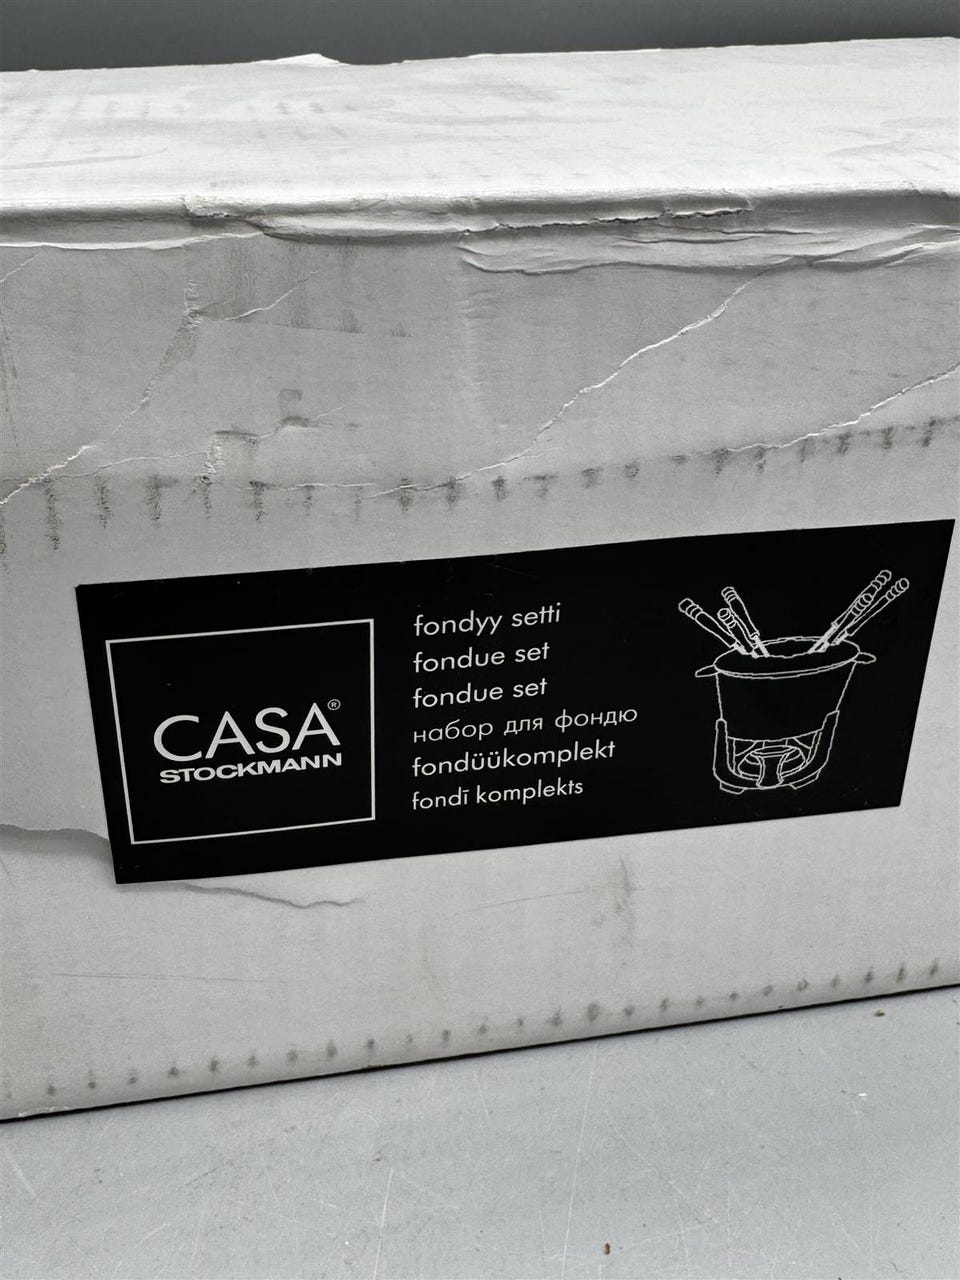 CASA®
STOCKMANN
fondyy setti
fondue set
fondue set
набор для фондю
fondüükomplekt
fondī komplekts